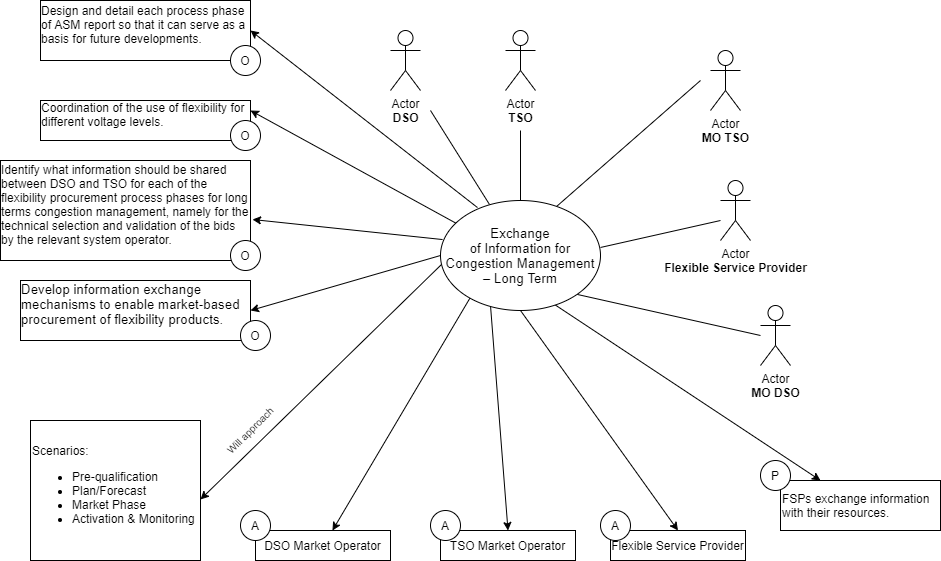 Design and detail each process phase
of ASM report so that it can serve as a
basis for future developments.
O
Actor
DSO
Actor
TSO
Actor
MO TSO
Coordination of the use of flexibility for
different voltage levels.
O
Identify what information should be shared
between DSO and TSO for each of the
flexibility procurement process phases for long
terms congestion management, namely for the
technical selection and validation of the bids
by the relevant system operator.
O
Exchange
of Information for
Congestion Management
– Long Term
Actor
Flexible Service Provider
Develop information exchange
mechanisms to enable market-based
procurement of flexibility products.
O
Actor
MO DSO
Will approach
Scenarios:
• Pre-qualification
• Plan/Forecast
• Market Phase
• Activation & Monitoring
A
DSO Market Operator
A
TSO Market Operator
A
Flexible Service Provider
P
FSPs exchange information
with their resources.